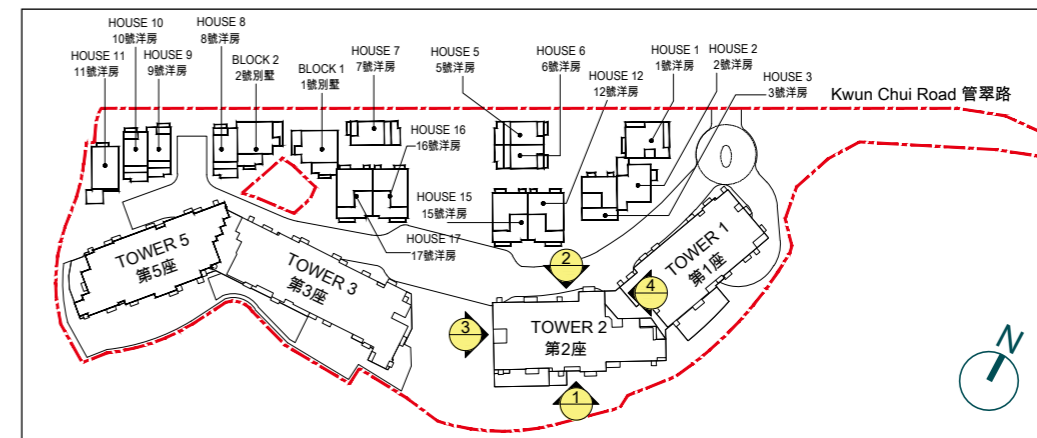 HOUSE 10
10號洋房
HOUSE 11
11號洋房
HOUSE 9
9號洋房
HOUSE 8
8號洋房
BLOCK 2
2號別墅
BLOCK 1
1號別墅
HOUSE 7
7號洋房
HOUSE 5
5號洋房
HOUSE 6
6號洋房
HOUSE 12
12號洋房
HOUSE 1
1號洋房
HOUSE 2
2號洋房
HOUSE 3
3號洋房
Kwun Chui Road 管翠路
HOUSE 16
16號洋房
HOUSE 15
15號洋房
HOUSE 17
17號洋房
TOWER 5
第5座
TOWER 3
第3座
TOWER 2
第2座
TOWER 1
第1座
2
4
3
1
N